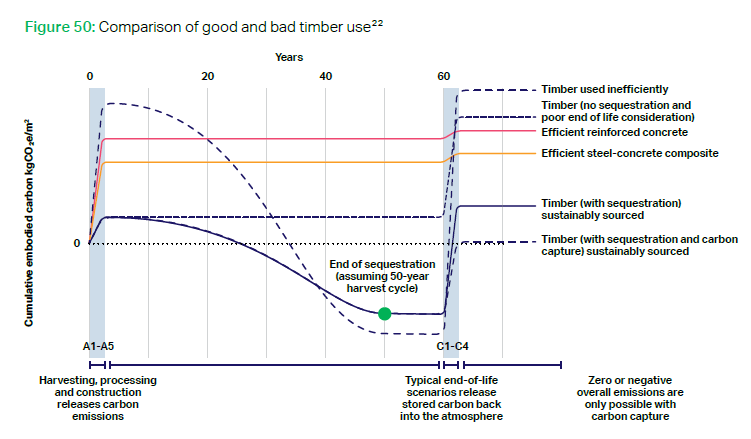 Figure 50: Comparison of good and bad timber use²²
Years
0 20 40 60
Cumulative embodied carbon kgCO₂e/m²
0
Timber used inefficiently
Timber (no sequestration and
poor end of life consideration)
Efficient reinforced concrete
Efficient steel-concrete composite
Timber (with sequestration)
sustainably sourced
Timber (with sequestration and carbon
capture) sustainably sourced
End of sequestration
(assuming 50-year
harvest cycle)
A1-A5
C1-C4
Harvesting, processing
and construction
releases carbon
emissions
Typical end-of-life
scenarios release
stored carbon back
into the atmosphere
Zero or negative
overall emissions are
only possible with
carbon capture